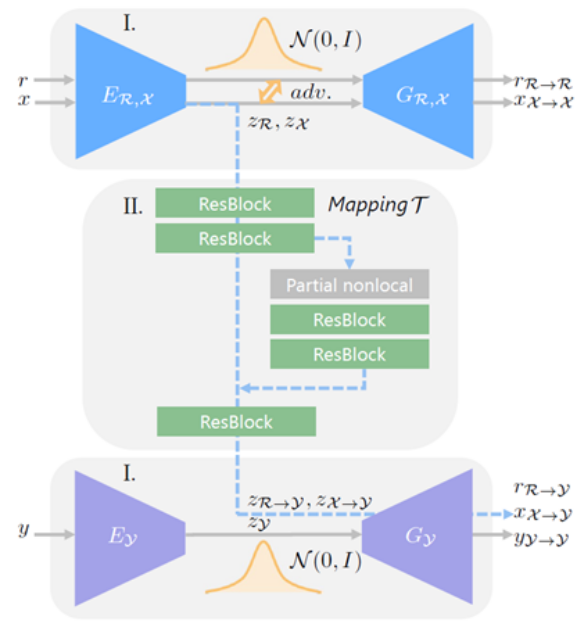 I.
𝒩(0, I)
r
x
E_{ℛ,𝒳}
adv.
G_{ℛ,𝒳}
r_{ℛ→ℛ}
x_{𝒳→𝒳}
z_ℛ, z_𝒳
II.
ResBlock
Mapping 𝒯
ResBlock
Partial nonlocal
ResBlock
ResBlock
ResBlock
I.
z_{ℛ→𝒴}, z_{𝒳→𝒴}
r_{ℛ→𝒴}
x_{𝒳→𝒴}
y
E_𝒴
z_𝒴
G_𝒴
y_{𝒴→𝒴}
𝒩(0, I)